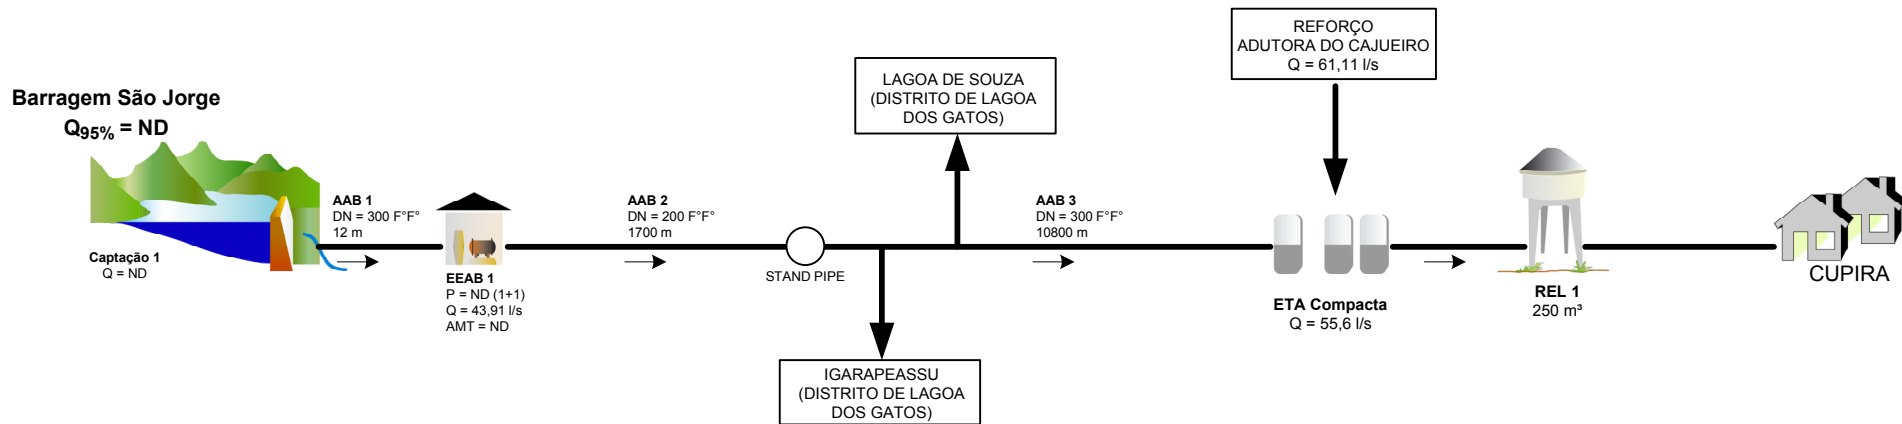 Barragem São Jorge
Q95% = ND
Captação 1
Q = ND
AAB 1
DN = 300 F°F°
12 m
EEAB 1
P = ND (1+1)
Q = 43,91 l/s
AMT = ND
AAB 2
DN = 200 F°F°
1700 m
STAND PIPE
LAGOA DE SOUZA
(DISTRITO DE LAGOA
DOS GATOS)
IGARAPEASSU
(DISTRITO DE LAGOA
DOS GATOS)
AAB 3
DN = 300 F°F°
10800 m
REFORÇO
ADUTORA DO CAJUEIRO
Q = 61,11 l/s
ETA Compacta
Q = 55,6 l/s
REL 1
250 m³
CUPIRA